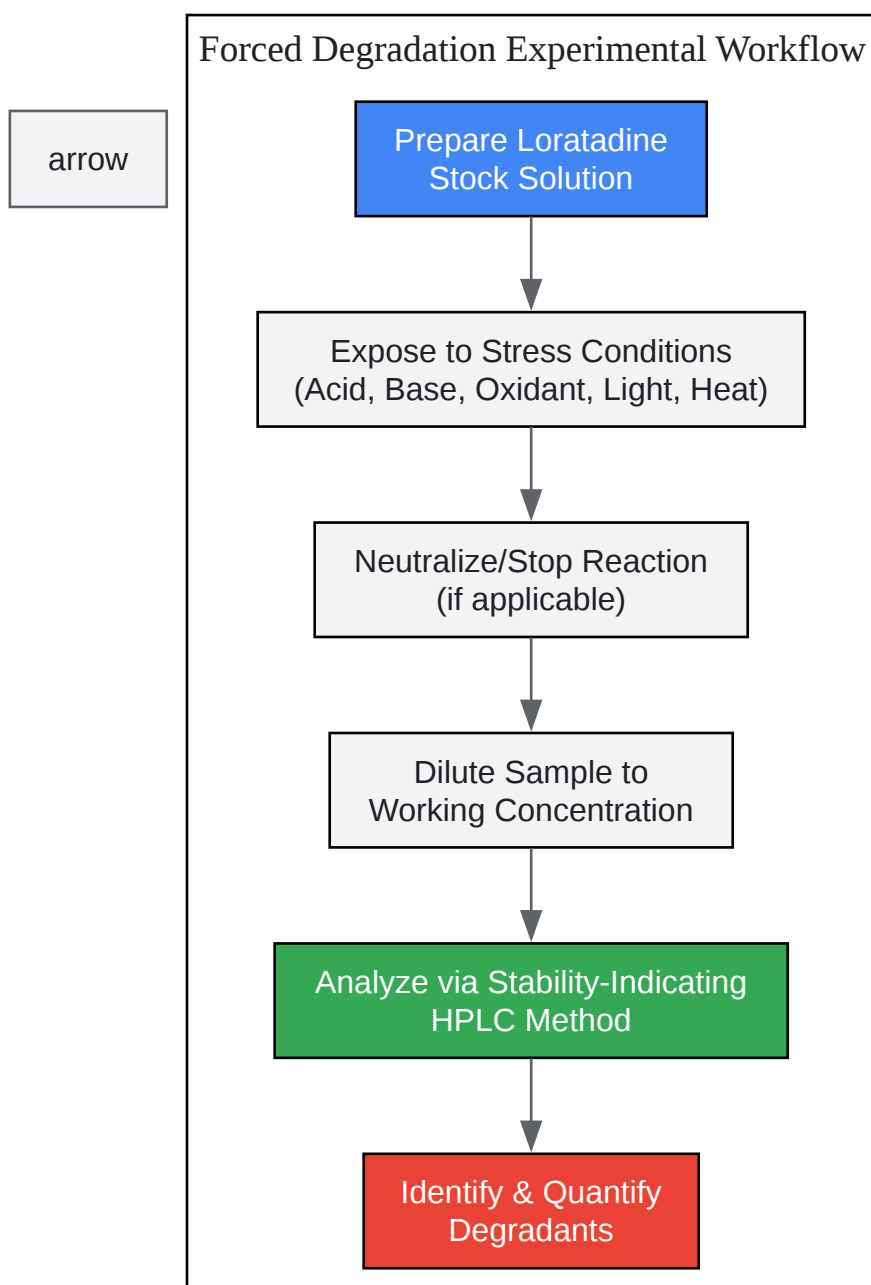 Forced Degradation Experimental Workflow
arrow
Prepare Loratadine
Stock Solution
Expose to Stress Conditions
(Acid, Base, Oxidant, Light, Heat)
Neutralize/Stop Reaction
(if applicable)
Dilute Sample to
Working Concentration
Analyze via Stability-Indicating
HPLC Method
Identify & Quantify
Degradants